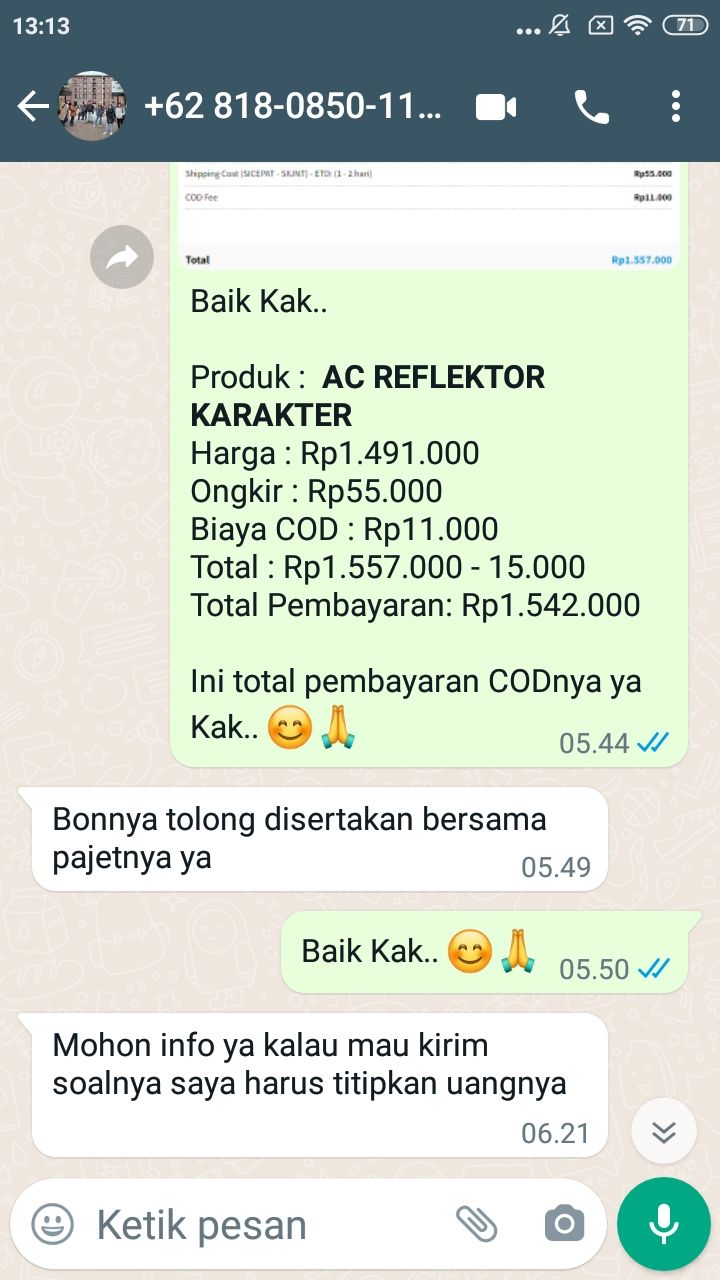 13:13
71
+62 818-0850-11...
Shipping Cost (SICEPAT - SIUNT) - ETD: (1 - 2 hari) Rp55.000
COD Fee Rp11.000
Total Rp1.557.000
Baik Kak..
Produk : AC REFLEKTOR
KARAKTER
Harga : Rp1.491.000
Ongkir : Rp55.000
Biaya COD : Rp11.000
Total : Rp1.557.000 - 15.000
Total Pembayaran: Rp1.542.000
Ini total pembayaran CODnya ya
Kak.. 😊🙏
05.44
Bonnya tolong disertakan bersama
pajetnya ya
05.49
Baik Kak.. 😊🙏 05.50
Mohon info ya kalau mau kirim
soalnya saya harus titipkan uangnya
06.21
Ketik pesan